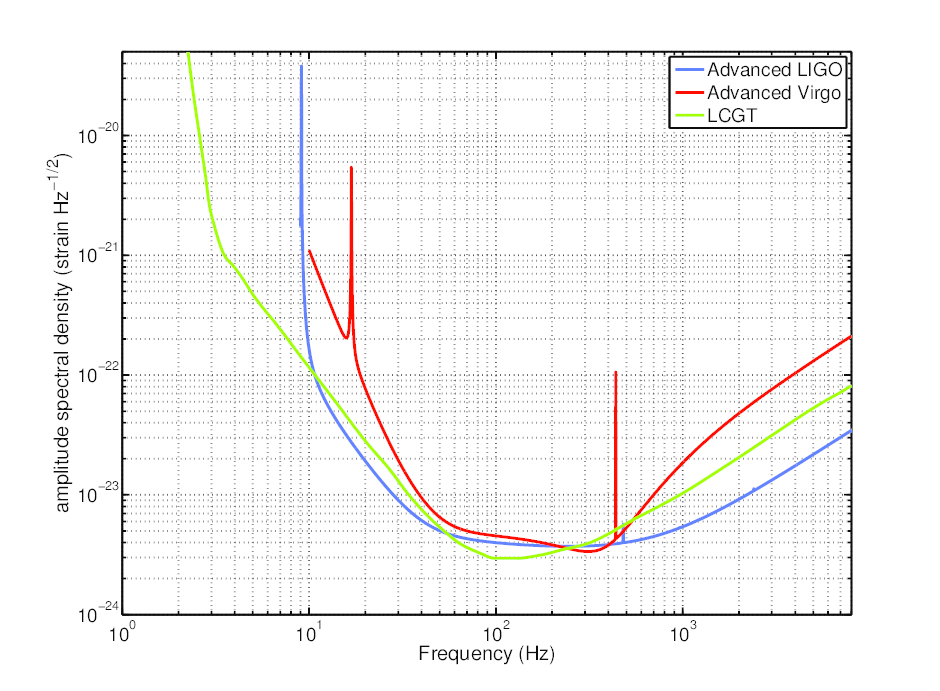 Advanced LIGO
Advanced Virgo
LCGT
10^−20
10^−21
10^−22
10^−23
10^−24
amplitude spectral density (strain Hz^−1/2)
10^0 10^1 10^2 10^3
Frequency (Hz)